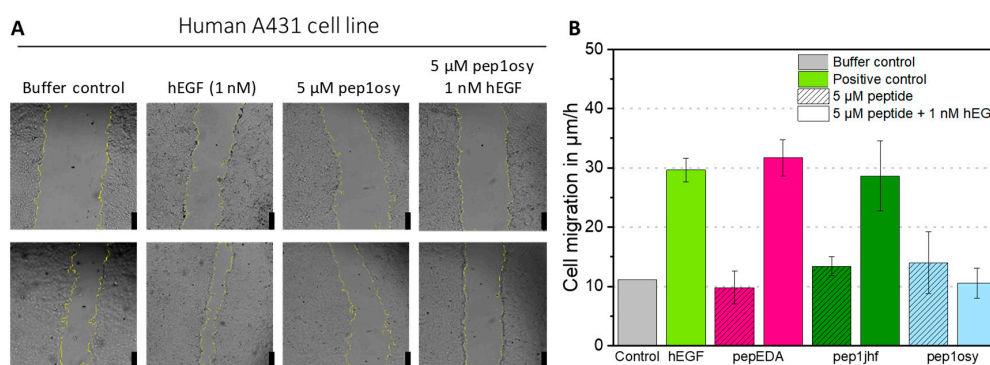 A
Human A431 cell line
Buffer control
hEGF (1 nM)
5 µM pep1osy
5 µM pep1osy
1 nM hEGF
B
Cell migration in µm/h
50
40
30
20
10
0
Buffer control
Positive control
5 µM peptide
5 µM peptide + 1 nM hEG
Control hEGF pepEDA pep1jhf pep1osy